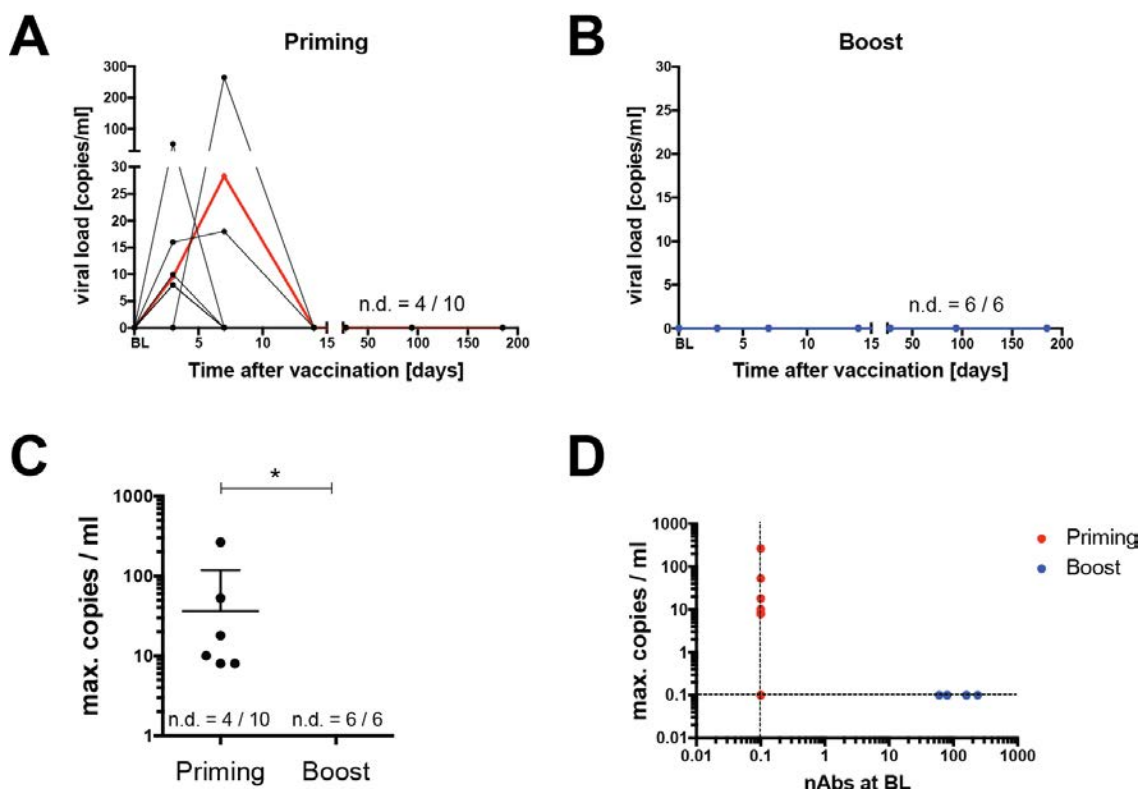 A
Priming
viral load [copies/ml]
300
200
100
30
25
20
15
10
5
0
n.d. = 4 / 10
BL 5 10 15 50 100 150 200
Time after vaccination [days]
B
Boost
viral load [copies/ml]
30
25
20
15
10
5
0
n.d. = 6 / 6
BL 5 10 15 50 100 150 200
Time after vaccination [days]
C
*
max. copies / ml
1000
100
10
1
n.d. = 4 / 10 n.d. = 6 / 6
Priming Boost
D
max. copies / ml
1000
100
10
1
0.1
0.01
0.01 0.1 1 10 100 1000
nAbs at BL
Priming
Boost